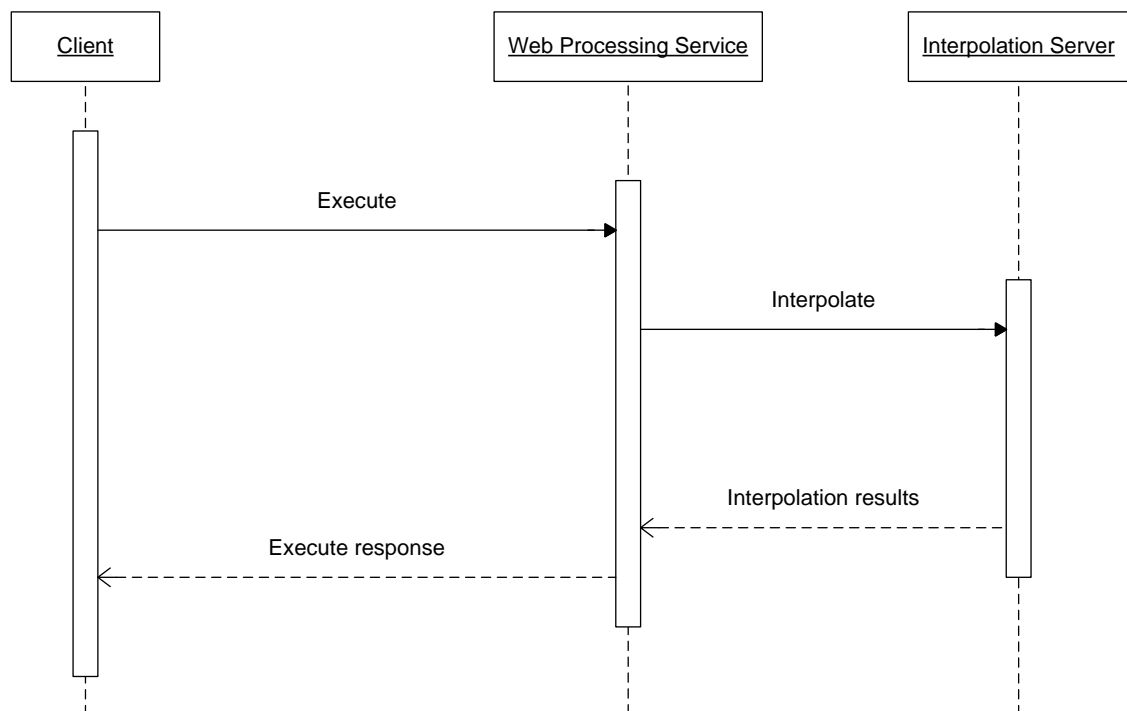 Client
Web Processing Service
Interpolation Server
Execute
Interpolate
Interpolation results
Execute response